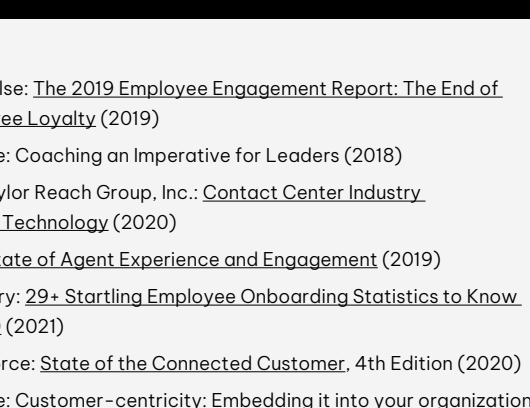 lse: The 2019 Employee Engagement Report: The End of
ee Loyalty (2019)
e: Coaching an Imperative for Leaders (2018)
ylor Reach Group, Inc.: Contact Center Industry
Technology (2020)
tate of Agent Experience and Engagement (2019)
ry: 29+ Startling Employee Onboarding Statistics to Know
(2021)
rce: State of the Connected Customer, 4th Edition (2020)
e: Customer-centricity: Embedding it into your organization